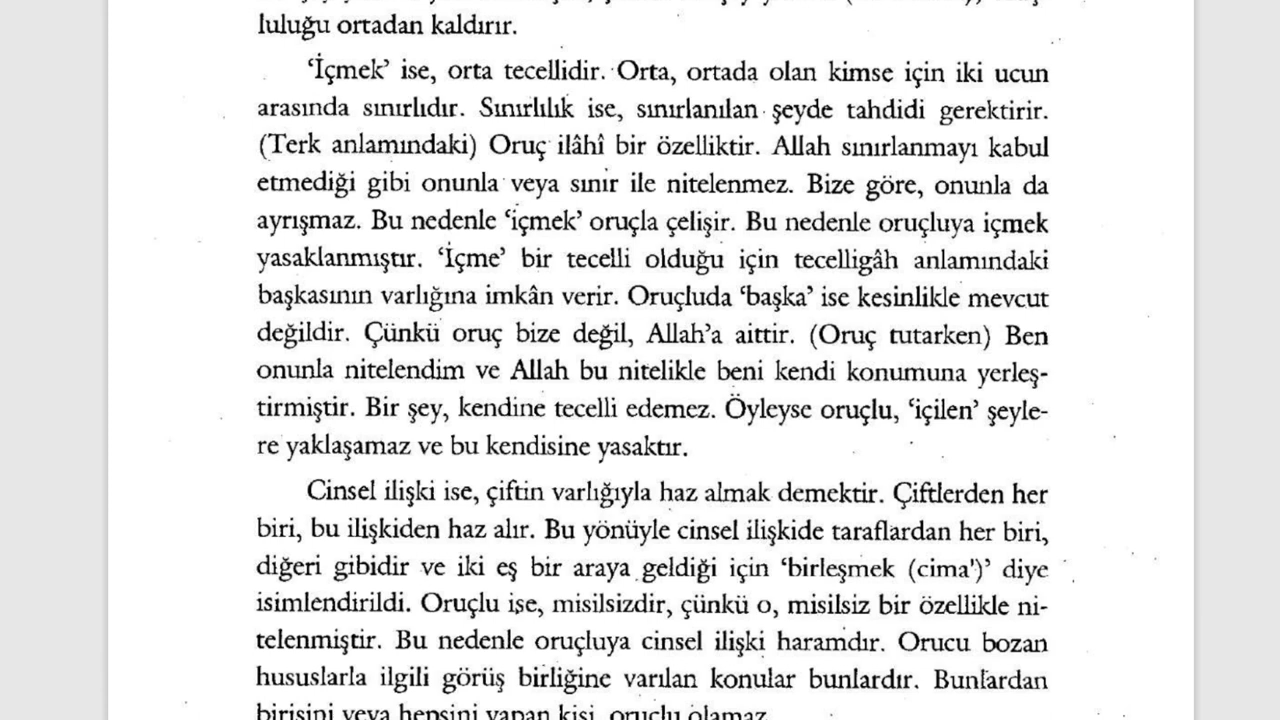 luluğu ortadan kaldırır.
‘İçmek’ ise, orta tecellidir. Orta, ortada olan kimse için iki ucun
arasında sınırlıdır. Sınırlılık ise, sınırlanılan şeyde tahdidi gerektirir.
(Terk anlamındaki) Oruç ilâhî bir özelliktir. Allah sınırlanmayı kabul
etmediği gibi onunla veya sınır ile nitelenmez. Bize göre, onunla da
ayrışmaz. Bu nedenle ‘içmek’ oruçla çelişir. Bu nedenle oruçluya içmek
yasaklanmıştır. ‘İçme’ bir tecelli olduğu için tecelligâh anlamındaki
başkasının varlığına imkân verir. Oruçluda ‘başka’ ise kesinlikle mevcut
değildir. Çünkü oruç bize değil, Allah’a aittir. (Oruç tutarken) Ben
onunla nitelendim ve Allah bu nitelikle beni kendi konumuna yerleş-
tirmiştir. Bir şey, kendine tecelli edemez. Öyleyse oruçlu, ‘içilen’ şeyle-
re yaklaşamaz ve bu kendisine yasaktır.
Cinsel ilişki ise, çiftin varlığıyla haz almak demektir. Çiftlerden her
biri, bu ilişkiden haz alır. Bu yönüyle cinsel ilişkide taraflardan her biri,
diğeri gibidir ve iki eş bir araya geldiği için ‘birleşmek (cima')’ diye
isimlendirildi. Oruçlu ise, misilsizdir, çünkü o, misilsiz bir özellikle ni-
telenmiştir. Bu nedenle oruçluya cinsel ilişki haramdır. Orucu bozan
hususlarla ilgili görüş birliğine varılan konular bunlardır. Bunlardan
birisini veya hepsini yapan kişi, oruçlu olamaz.